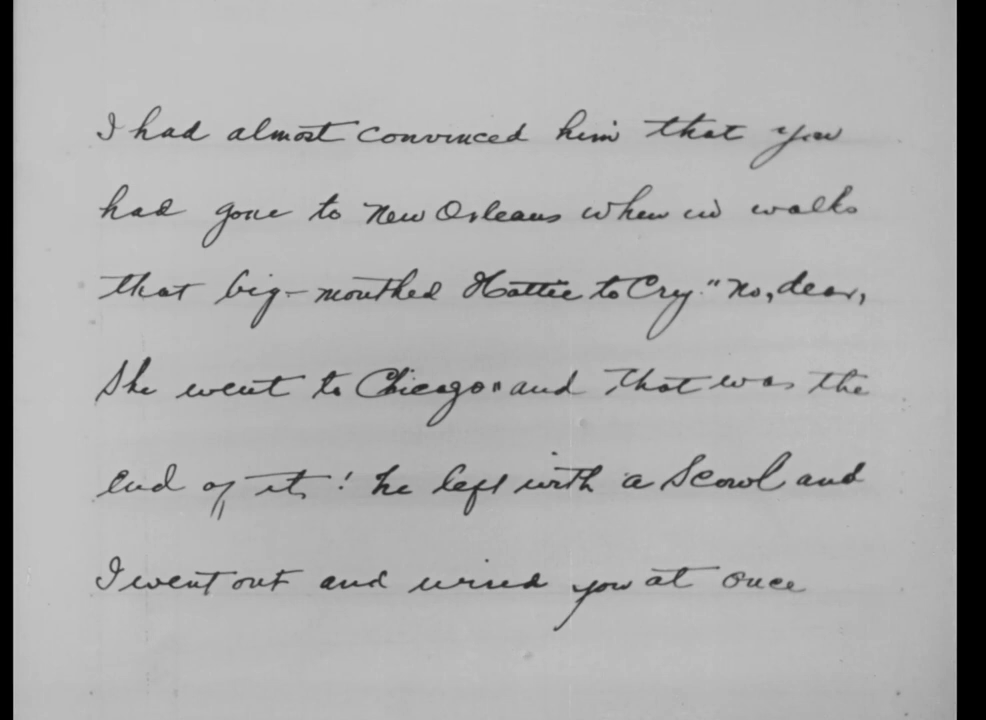 I had almost convinced him that you
had gone to New Orleans when in walks
that big-mouthed Hattie to Cry "No, dear,
She went to Chicago" and that was the
end of it! he left with a Scowl and
I went out and wired you at once